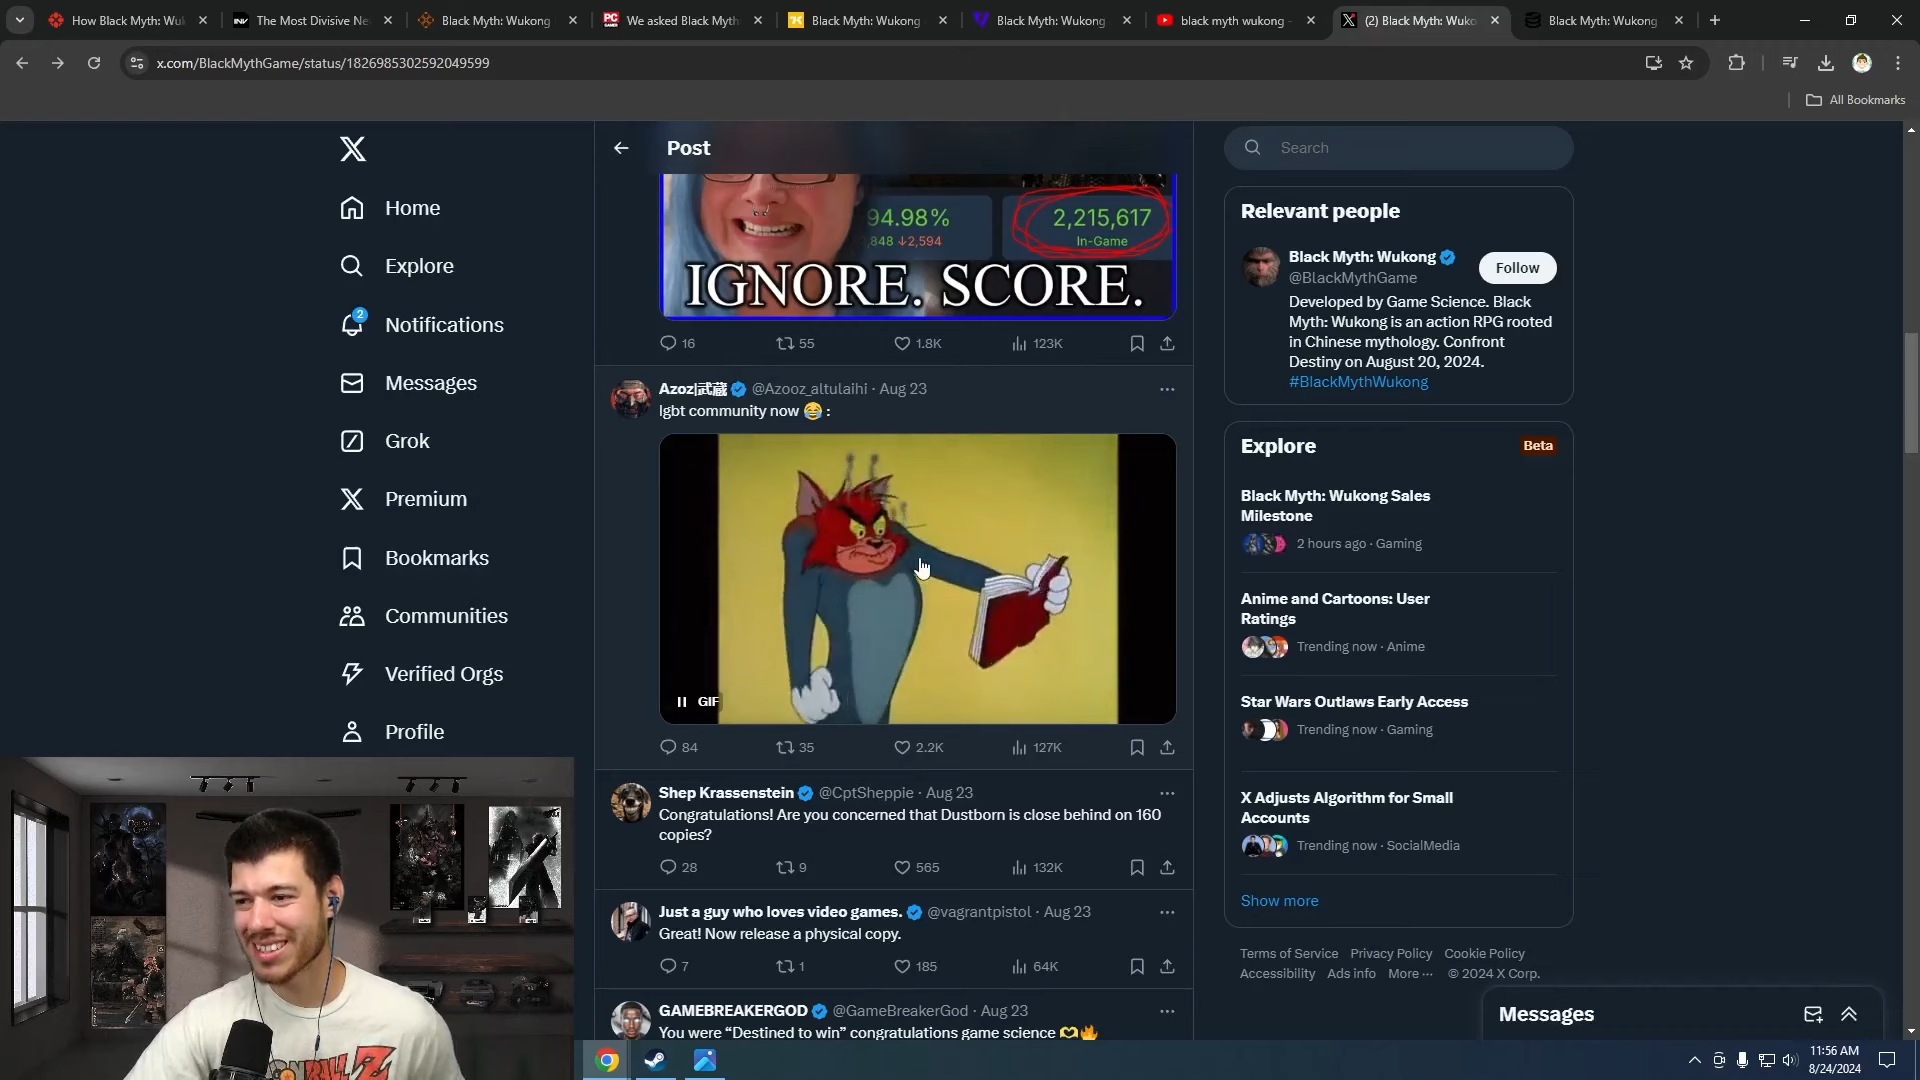 How Black Myth: Wuk
The Most Divisive Ne
Black Myth: Wukong
We asked Black Myth
Black Myth: Wukong
Black Myth: Wukong
black myth wukong -
(2) Black Myth: Wuko
Black Myth: Wukong
x.com/BlackMythGame/status/1826985302592049599
All Bookmarks
Home
Explore
2
Notifications
Messages
Grok
Premium
Bookmarks
Communities
Verified Orgs
Profile
Post
94.98%
2,215,617
848 ↓2,594
In-Game
IGNORE. SCORE.
16
55
1.8K
123K
Azoz|武蔵 @Azooz_altulaihi · Aug 23
lgbt community now 😂 :
GIF
84
35
2.2K
127K
Shep Krassenstein @CptSheppie · Aug 23
Congratulations! Are you concerned that Dustborn is close behind on 160
copies?
28
9
565
132K
Just a guy who loves video games. @vagrantpistol · Aug 23
Great! Now release a physical copy.
7
1
185
64K
GAMEBREAKERGOD @GameBreakerGod · Aug 23
You were “Destined to win” congratulations game science 🫶🔥
Search
Relevant people
Black Myth: Wukong
@BlackMythGame
Follow
Developed by Game Science. Black
Myth: Wukong is an action RPG rooted
in Chinese mythology. Confront
Destiny on August 20, 2024.
#BlackMythWukong
Explore
Beta
Black Myth: Wukong Sales
Milestone
2 hours ago · Gaming
Anime and Cartoons: User
Ratings
Trending now · Anime
Star Wars Outlaws Early Access
Trending now · Gaming
X Adjusts Algorithm for Small
Accounts
Trending now · SocialMedia
Show more
Terms of Service Privacy Policy Cookie Policy
Accessibility Ads info More ··· © 2024 X Corp.
Messages
11:56 AM
8/24/2024